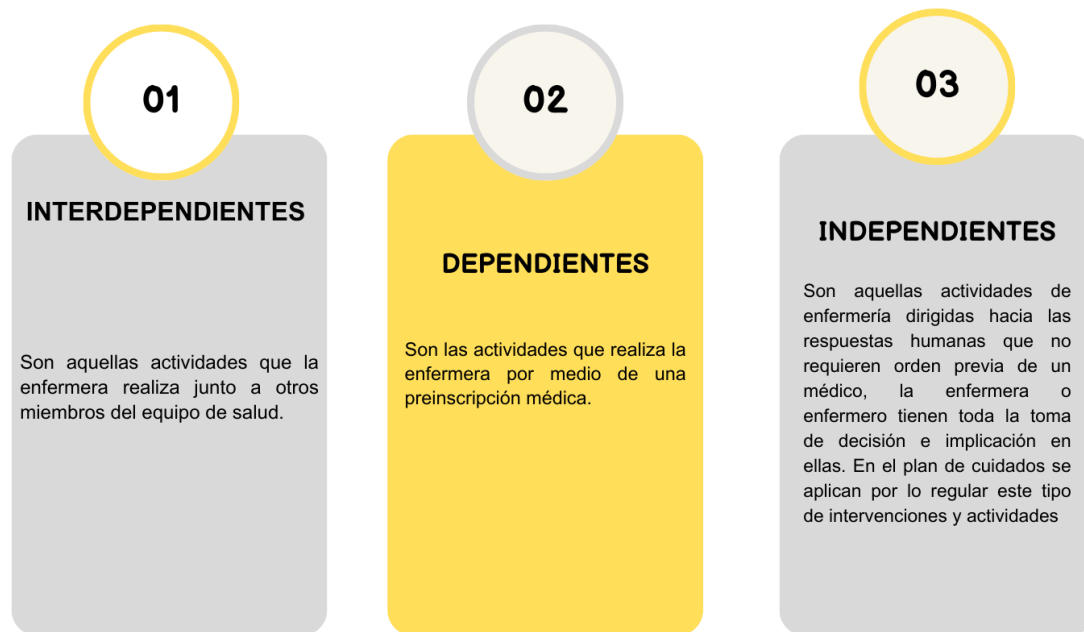 01
INTERDEPENDIENTES
Son aquellas actividades que la
enfermera realiza junto a otros
miembros del equipo de salud.
02
DEPENDIENTES
Son las actividades que realiza la
enfermera por medio de una
preinscripción médica.
03
INDEPENDIENTES
Son aquellas actividades de
enfermería dirigidas hacia las
respuestas humanas que no
requieren orden previa de un
médico, la enfermera o
enfermero tienen toda la toma
de decisión e implicación en
ellas. En el plan de cuidados se
aplican por lo regular este tipo
de intervenciones y actividades